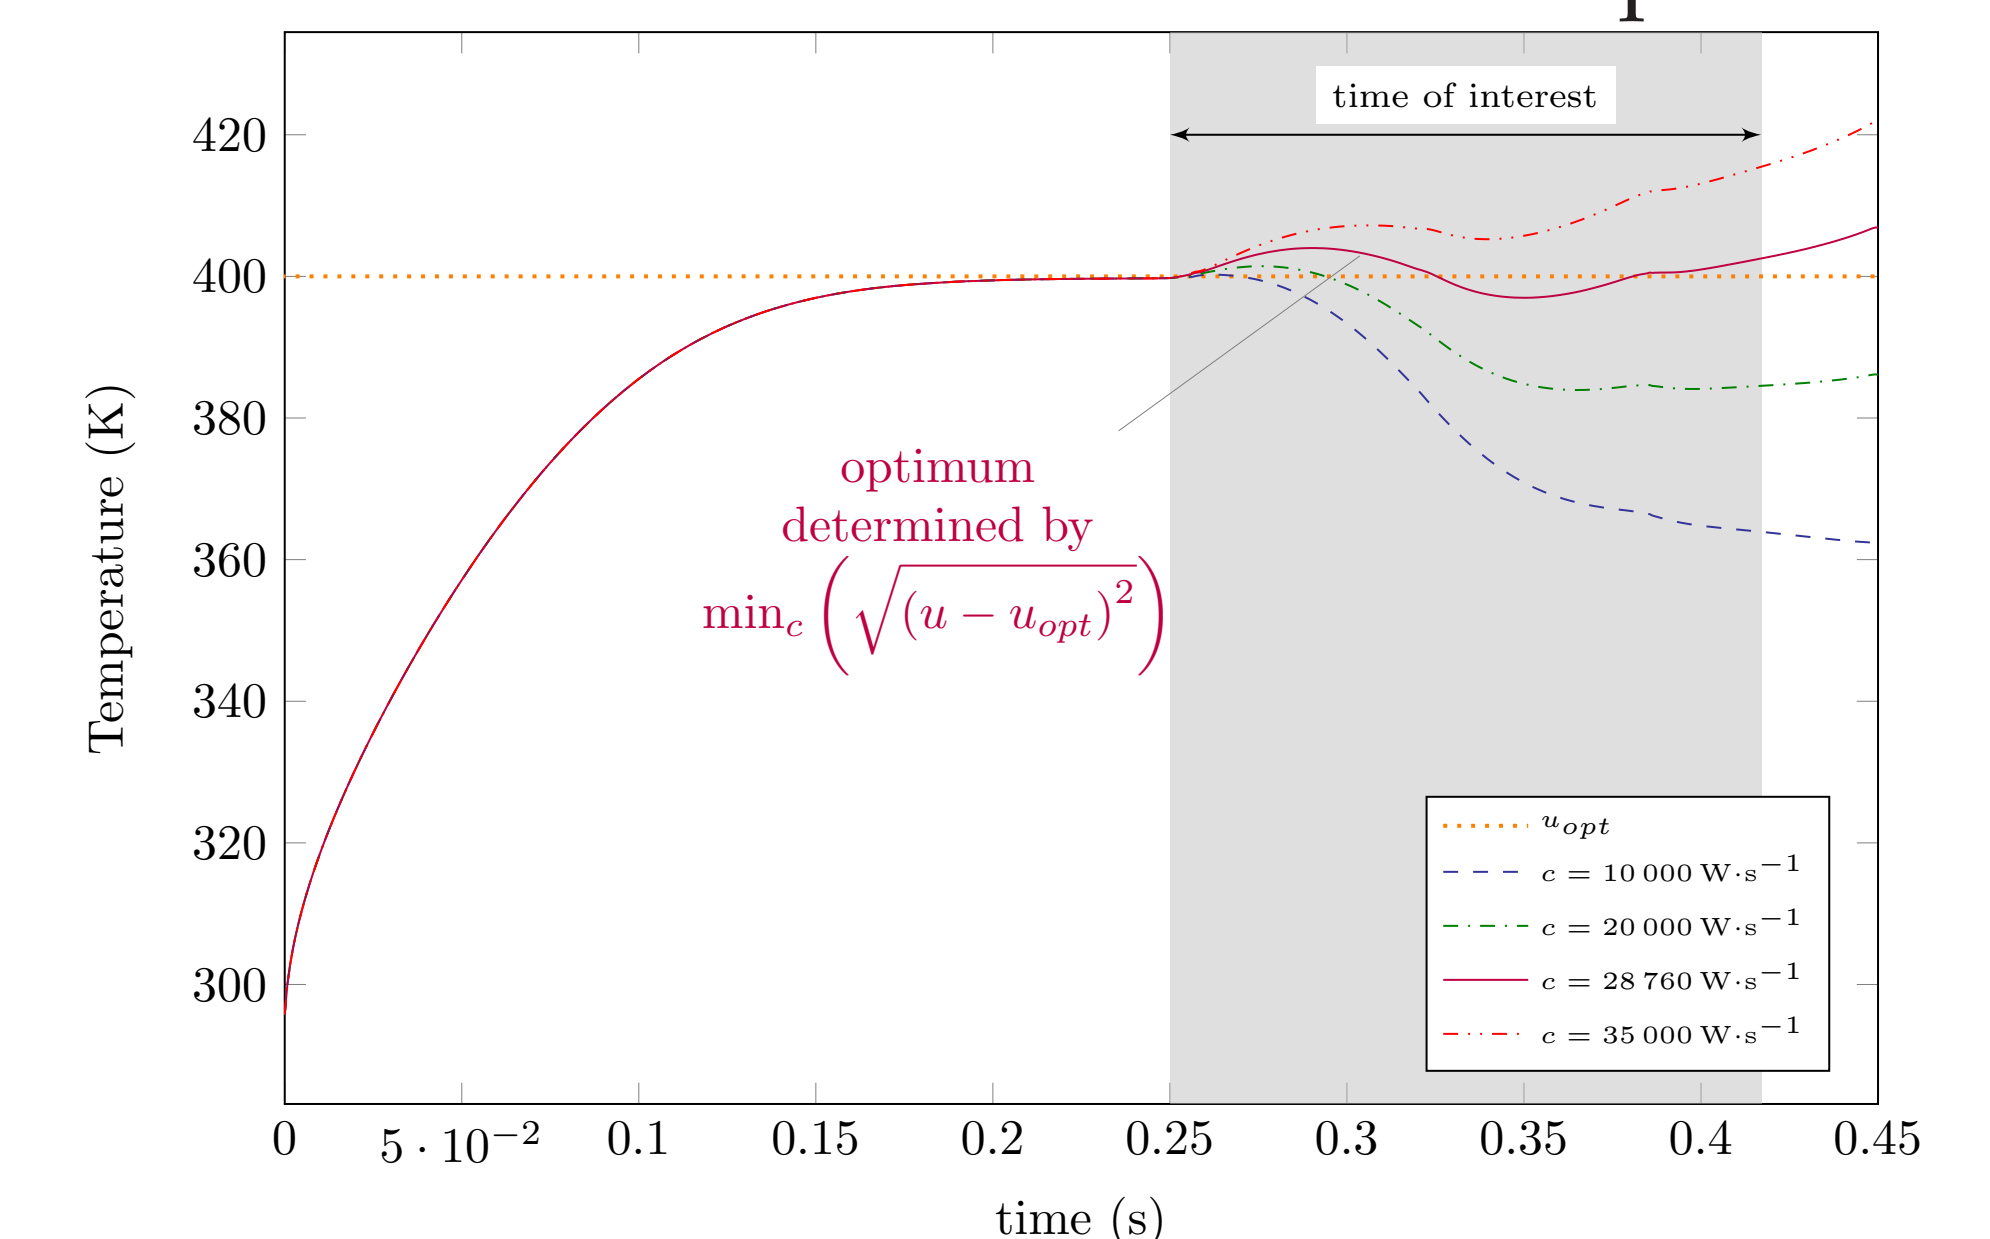 time of interest
420
400
380
360
340
320
300
Temperature (K)
optimum
determined by
min_c (√(u − u_opt)²)
u_opt
c = 10 000 W·s⁻¹
c = 20 000 W·s⁻¹
c = 28 760 W·s⁻¹
c = 35 000 W·s⁻¹
0 5 · 10⁻² 0.1 0.15 0.2 0.25 0.3 0.35 0.4 0.45
time (s)